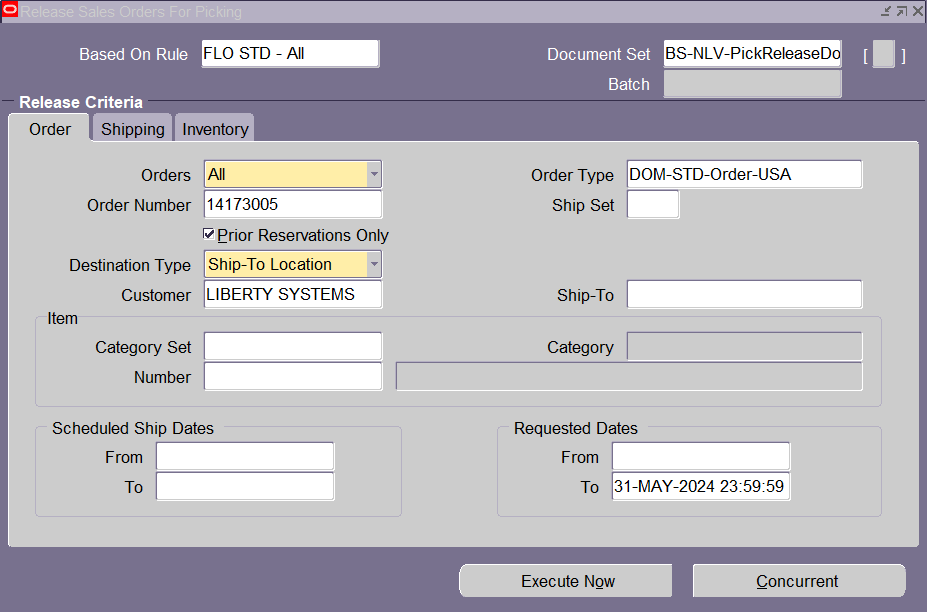 Release Sales Orders For Picking
Based On Rule FLO STD - All
Document Set BS-NLV-PickReleaseDo [ ]
Batch
Release Criteria
Order Shipping Inventory
Orders All
Order Type DOM-STD-Order-USA
Order Number 14173005
Ship Set
Prior Reservations Only
Destination Type Ship-To Location
Customer LIBERTY SYSTEMS
Ship-To
Item
Category Set
Category
Number
Scheduled Ship Dates
From
To
Requested Dates
From
To 31-MAY-2024 23:59:59
Execute Now
Concurrent